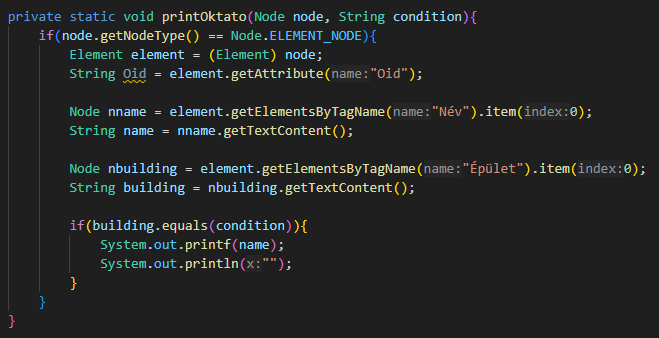 private static void printOktato(Node node, String condition){
if(node.getNodeType() == Node.ELEMENT_NODE){
Element element = (Element) node;
String Oid = element.getAttribute(name:"Oid");
Node nname = element.getElementsByTagName(name:"Név").item(index:0);
String name = nname.getTextContent();
Node nbuilding = element.getElementsByTagName(name:"Épület").item(index:0);
String building = nbuilding.getTextContent();
if(building.equals(condition)){
System.out.printf(name);
System.out.println(x:"");
}
}
}